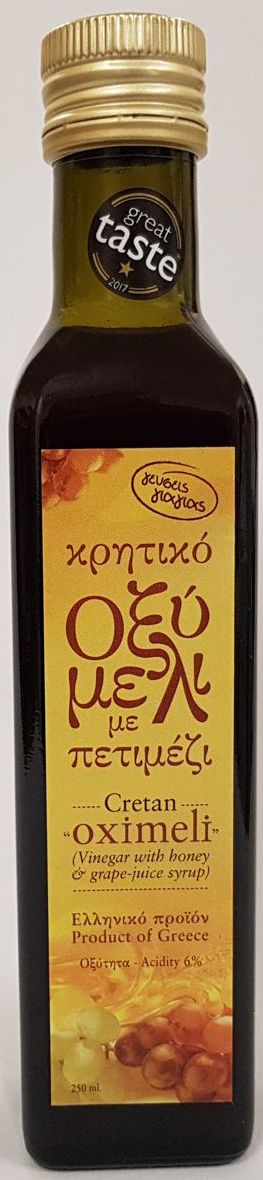 great
taste
2017
γεύσεις
γιαγιάς
κρητικό
Οξύ
μελι
με
πετιμέζι
Cretan
"oximeli"
(Vinegar with honey
& grape-juice syrup)
Ελληνικό προϊόν
Product of Greece
Οξύτητα - Acidity 6%
250 ml.